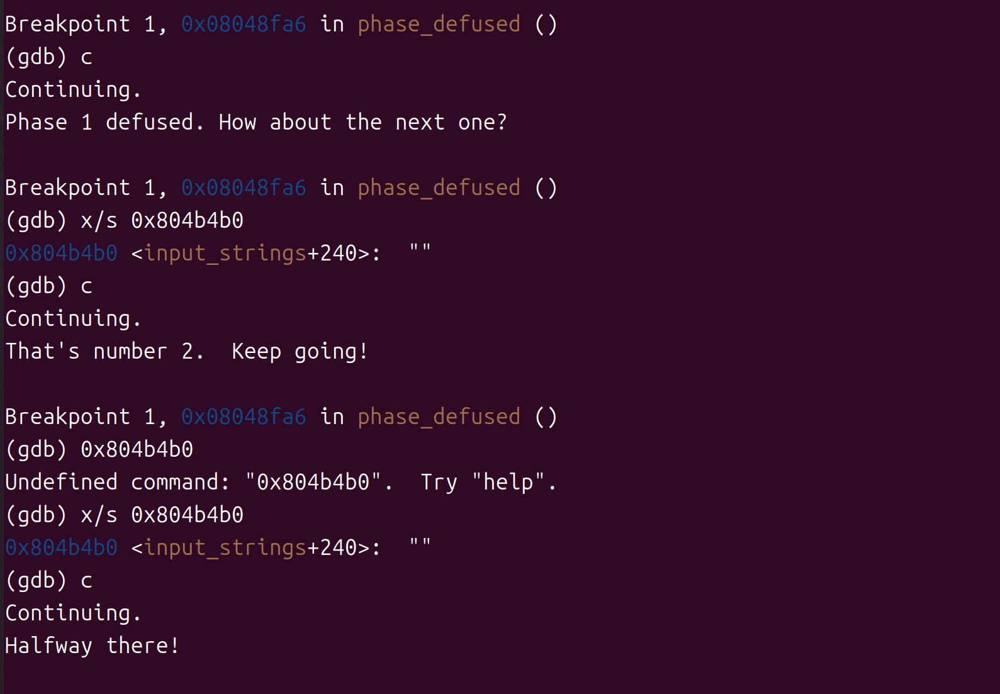 Breakpoint 1, 0x08048fa6 in phase_defused ()
(gdb) c
Continuing.
Phase 1 defused. How about the next one?
Breakpoint 1, 0x08048fa6 in phase_defused ()
(gdb) x/s 0x804b4b0
0x804b4b0 <input_strings+240>:  ""
(gdb) c
Continuing.
That's number 2.  Keep going!
Breakpoint 1, 0x08048fa6 in phase_defused ()
(gdb) 0x804b4b0
Undefined command: "0x804b4b0".  Try "help".
(gdb) x/s 0x804b4b0
0x804b4b0 <input_strings+240>:  ""
(gdb) c
Continuing.
Halfway there!